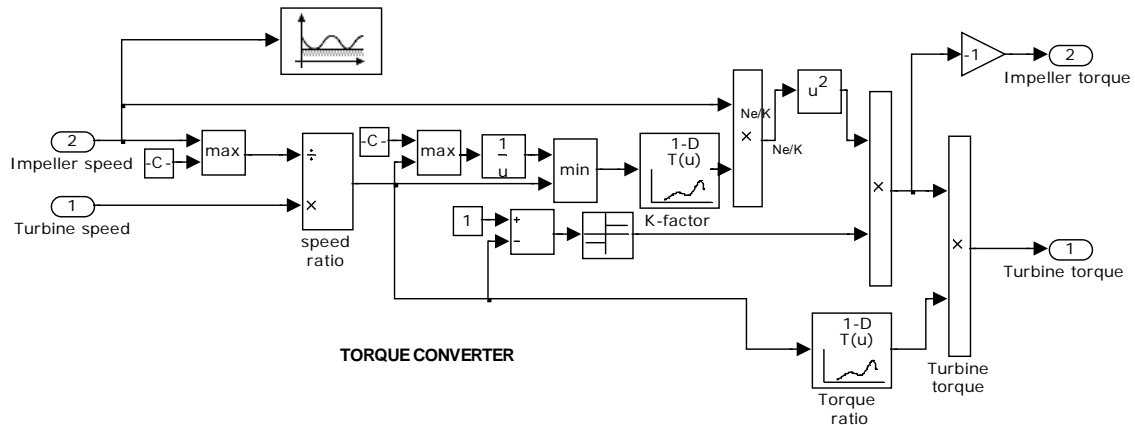 -1
2
Impeller torque
u²
Ne/K
×
Ne/K
2
Impeller speed
-C-
max
÷
×
speed
ratio
-C-
max
1
u
min
1-D
T(u)
K-factor
×
×
1
Turbine speed
1
+
−
1
Turbine torque
1-D
T(u)
Torque
ratio
Turbine
torque
TORQUE CONVERTER